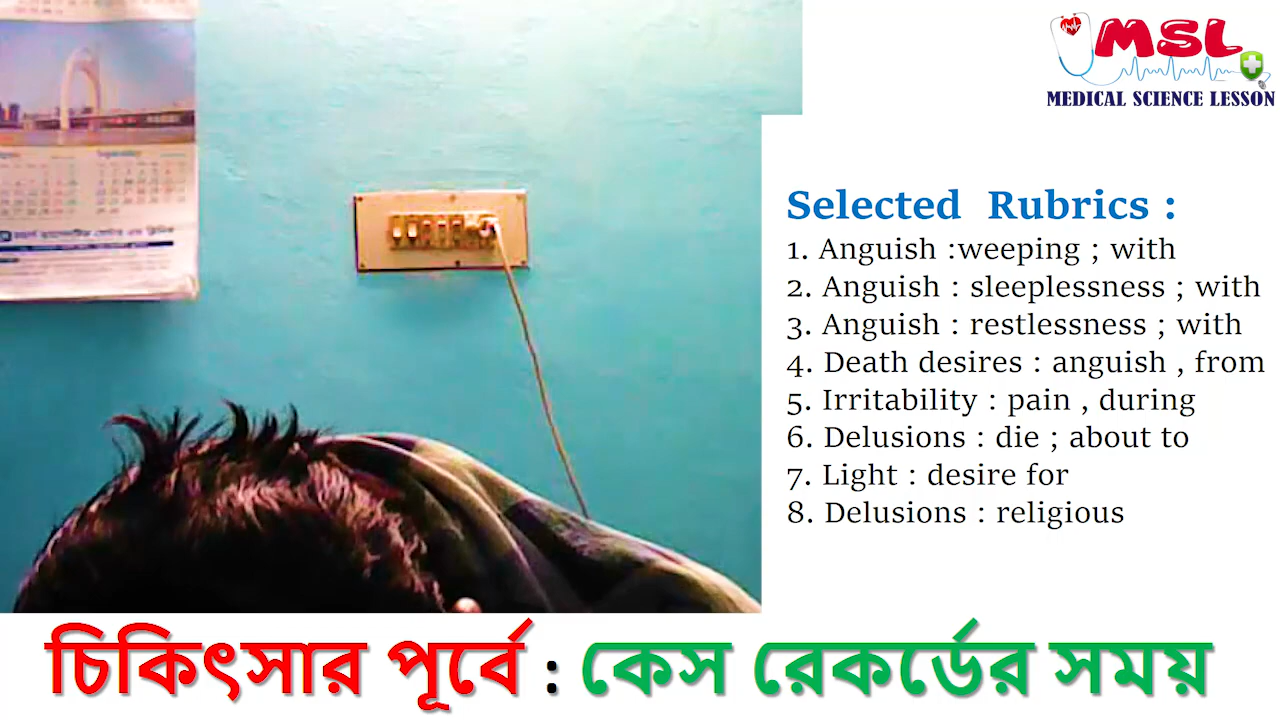 MSL
MEDICAL SCIENCE LESSON
Selected Rubrics :
1. Anguish :weeping ; with
2. Anguish : sleeplessness ; with
3. Anguish : restlessness ; with
4. Death desires : anguish , from
5. Irritability : pain , during
6. Delusions : die ; about to
7. Light : desire for
8. Delusions : religious
চিকিৎসার পূর্বে : কেস রেকর্ডের সময়